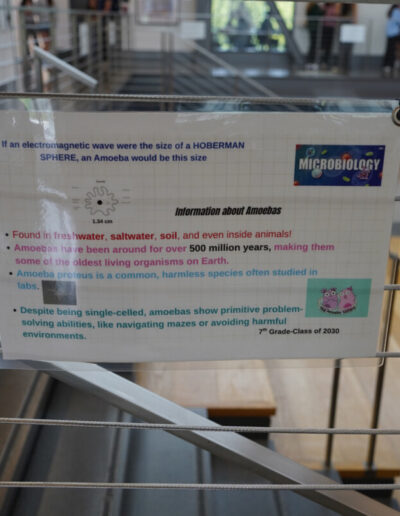 If an electromagnetic wave were the size of a HOBERMAN
SPHERE, an Amoeba would be this size
MICROBIOLOGY
1.34 cm
Information about Amoebas
• Found in freshwater, saltwater, soil, and even inside animals!
• Amoebas have been around for over 500 million years, making them
some of the oldest living organisms on Earth.
• Amoeba proteus is a common, harmless species often studied in
labs.
• Despite being single-celled, amoebas show primitive problem-
solving abilities, like navigating mazes or avoiding harmful
environments.
7th Grade-Class of 2030